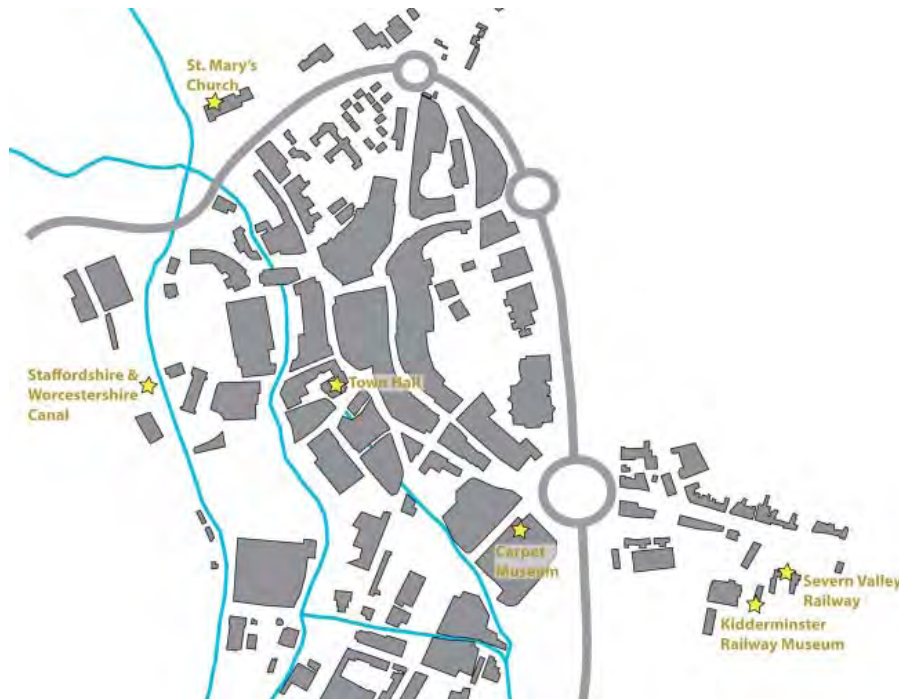 St. Mary's
Church
Staffordshire &
Worcestershire
Canal
Town Hall
Carpet
Museum
Severn Valley
Railway
Kidderminster
Railway Museum